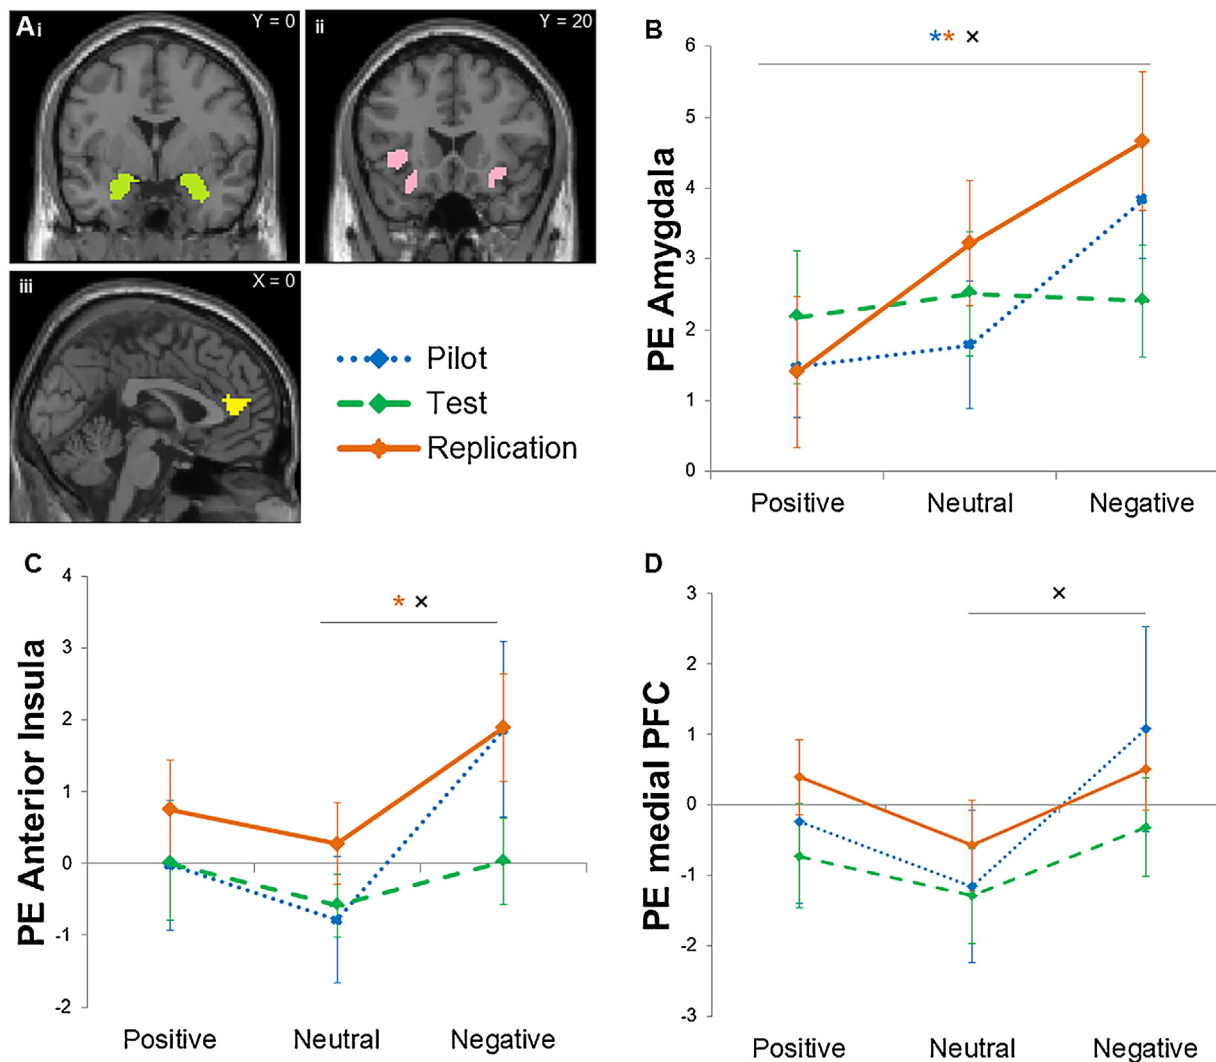 Ai
Y = 0
ii
Y = 20
iii
X = 0
Pilot
Test
Replication
B
** ×
PE Amygdala
6
5
4
3
2
1
0
Positive Neutral Negative
C
* ×
PE Anterior Insula
4
3
2
1
0
-1
-2
Positive Neutral Negative
D
×
PE medial PFC
3
2
1
0
-1
-2
-3
Positive Neutral Negative